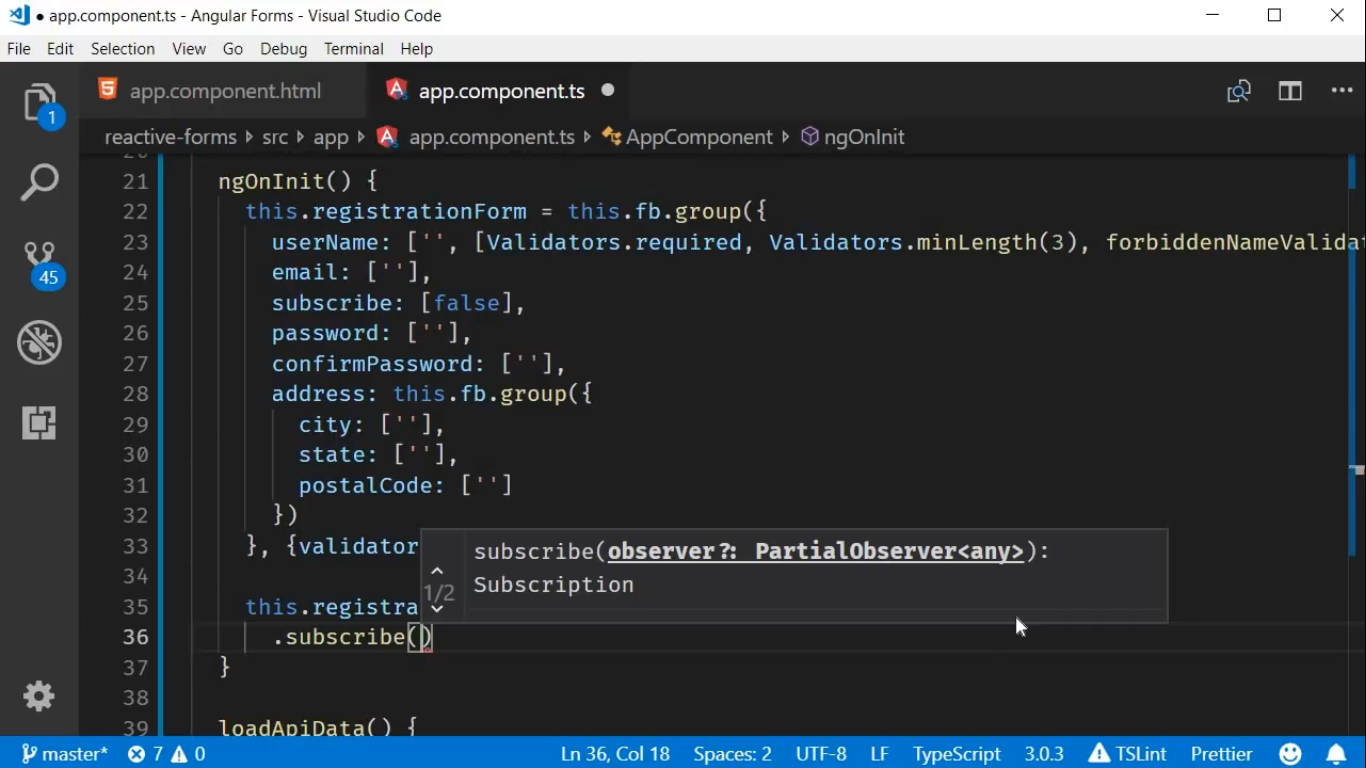 app.component.ts - Angular Forms - Visual Studio Code
File Edit Selection View Go Debug Terminal Help
app.component.html app.component.ts
reactive-forms src app app.component.ts AppComponent ngOnInit
1
45
21 ngOnInit() {
22 this.registrationForm = this.fb.group({
23 userName: ['', [Validators.required, Validators.minLength(3), forbiddenNameValidat
24 email: [''],
25 subscribe: [false],
26 password: [''],
27 confirmPassword: [''],
28 address: this.fb.group({
29 city: [''],
30 state: [''],
31 postalCode: ['']
32 })
33 }, {validator
subscribe(observer?: PartialObserver<any>):
1/2 Subscription
34
35 this.registra
36 .subscribe()
37 }
38
39 loadApiData() {
master* 7 0 Ln 36, Col 18 Spaces: 2 UTF-8 LF TypeScript 3.0.3 TSLint Prettier